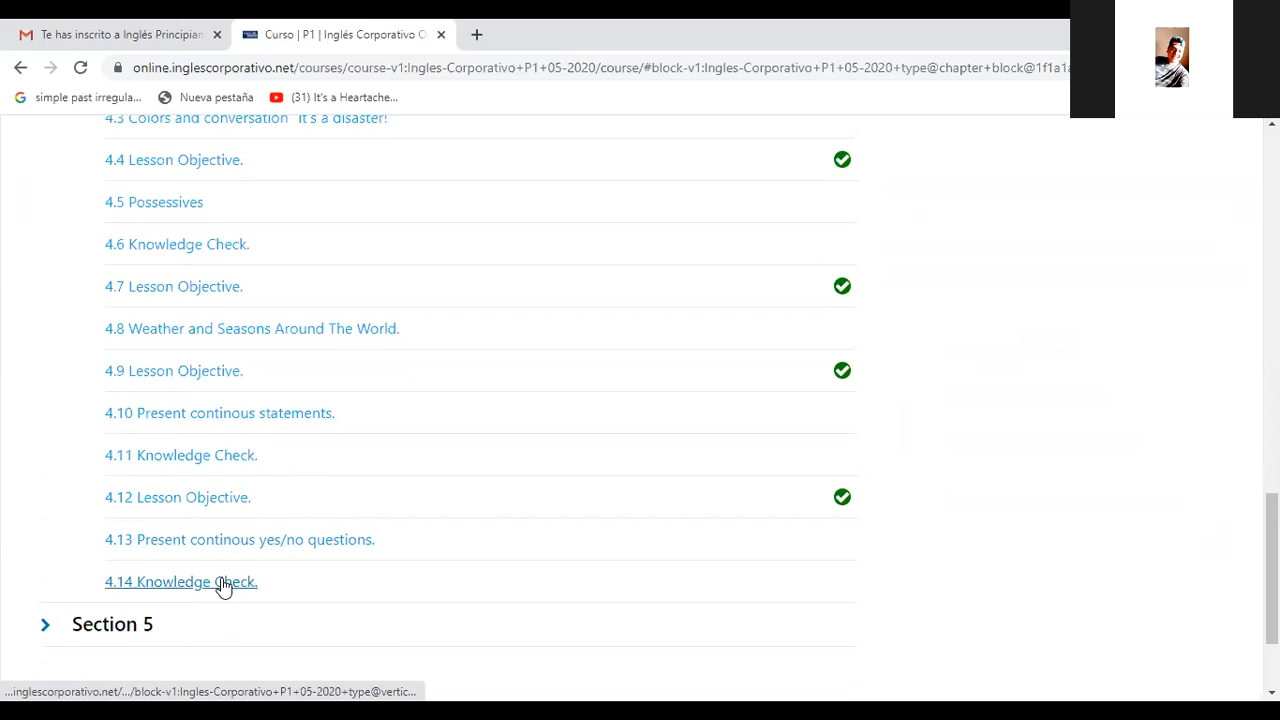 Te has inscrito a Inglés Principian
Curso | P1 | Inglés Corporativo O
online.inglescorporativo.net/courses/course-v1:Ingles-Corporativo+P1+05-2020/course/#block-v1:Ingles-Corporativo+P1+05-2020+type@chapter+block@1f1a1a
simple past irregula...
Nueva pestaña
(31) It's a Heartache...
4.3 Colors and conversation "It's a disaster!"
4.4 Lesson Objective.
4.5 Possessives
4.6 Knowledge Check.
4.7 Lesson Objective.
4.8 Weather and Seasons Around The World.
4.9 Lesson Objective.
4.10 Present continous statements.
4.11 Knowledge Check.
4.12 Lesson Objective.
4.13 Present continous yes/no questions.
4.14 Knowledge Check.
Section 5
...inglescorporativo.net/.../block-v1:Ingles-Corporativo+P1+05-2020+type@vertic...